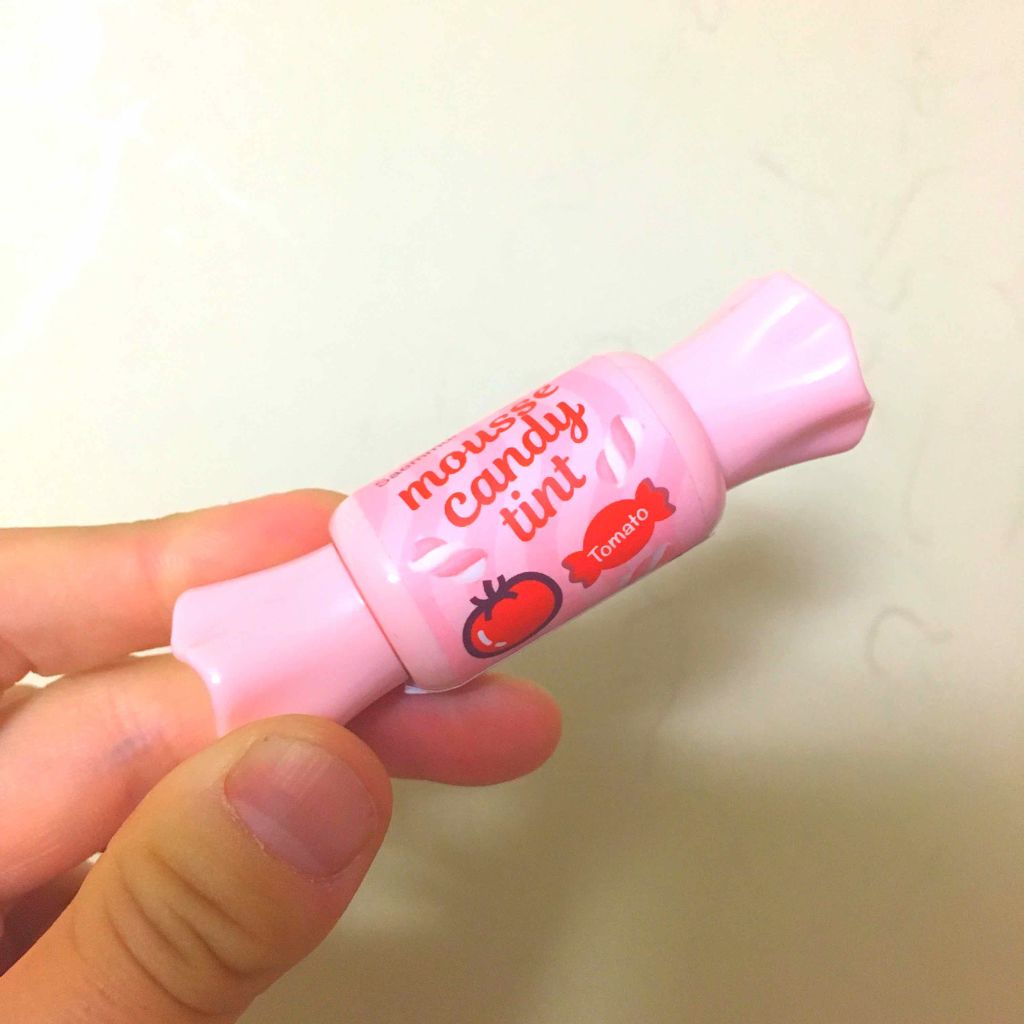 mousse
candy
tint
Tomato